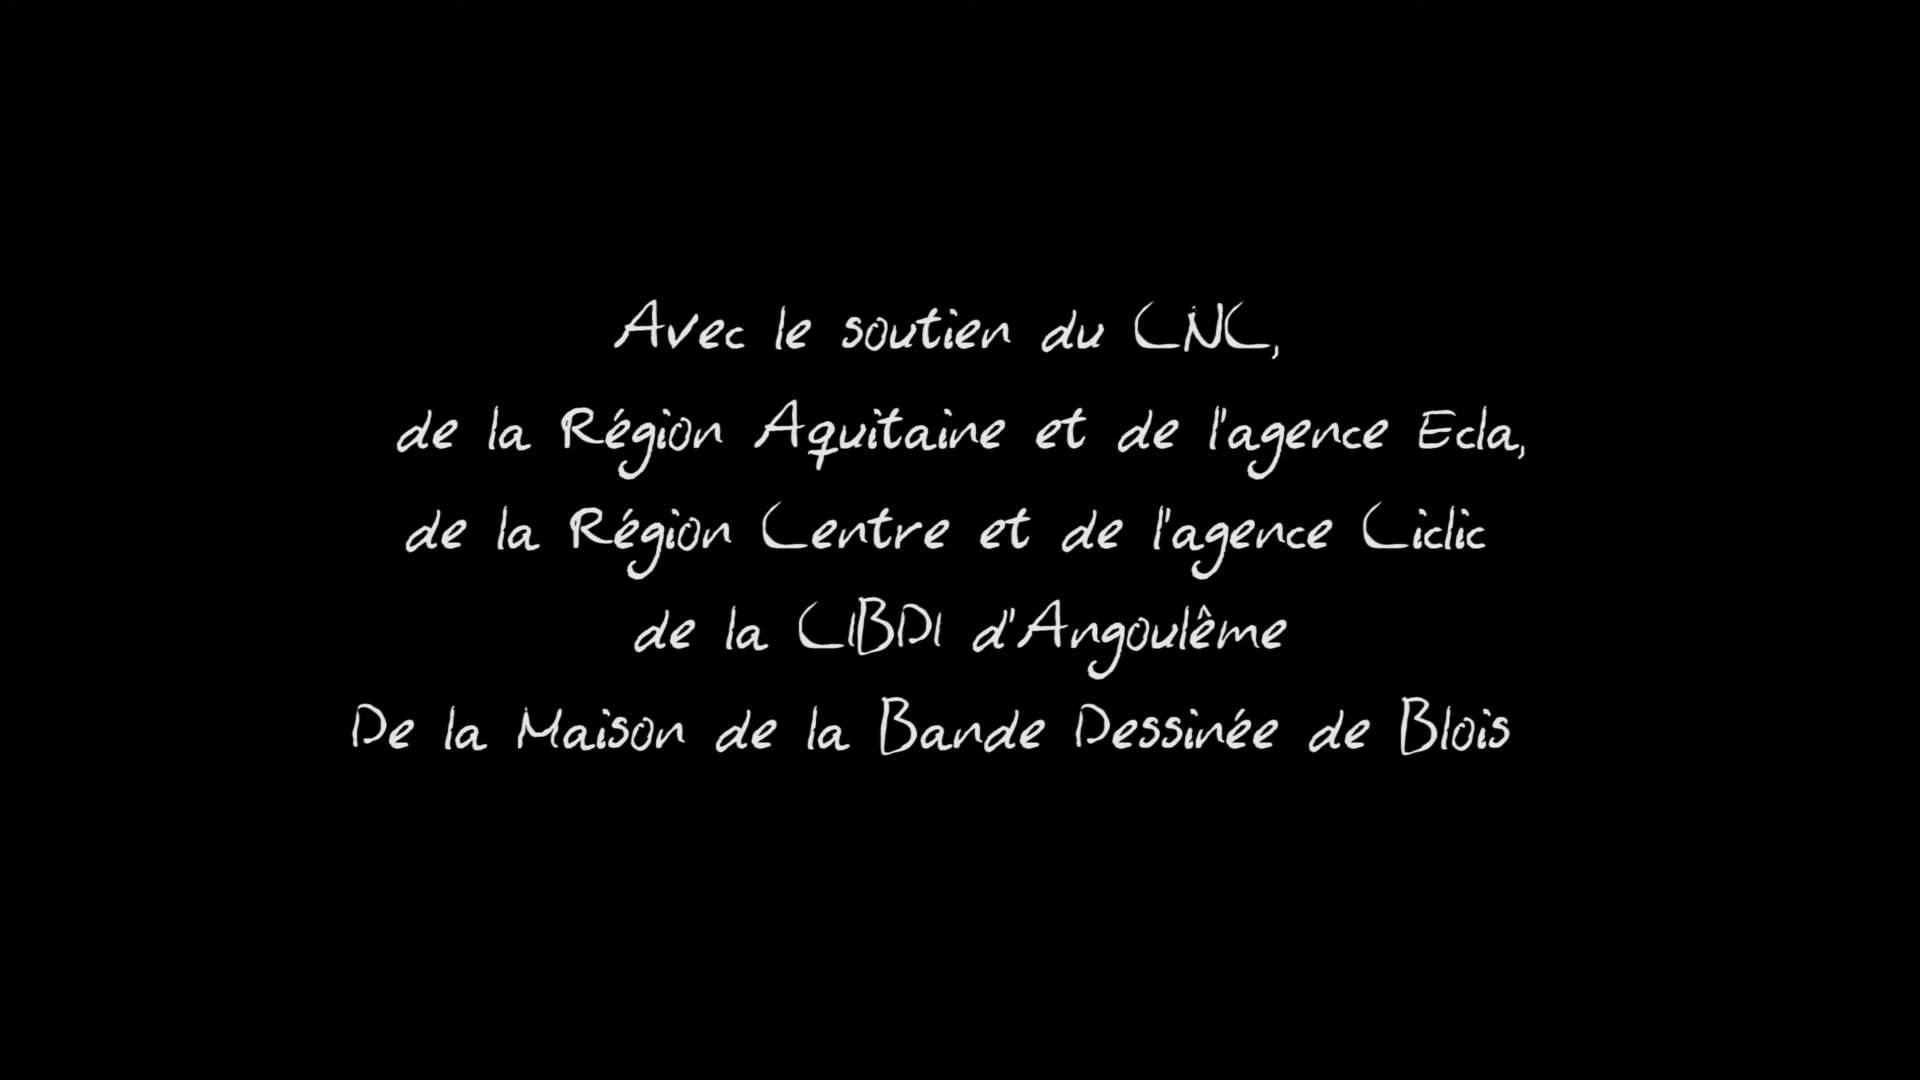 Avec le soutien du CNC,
de la Région Aquitaine et de l'agence Ecla,
de la Région Centre et de l'agence Ciclic
de la CIBDI d'Angoulême
De la Maison de la Bande Dessinée de Blois